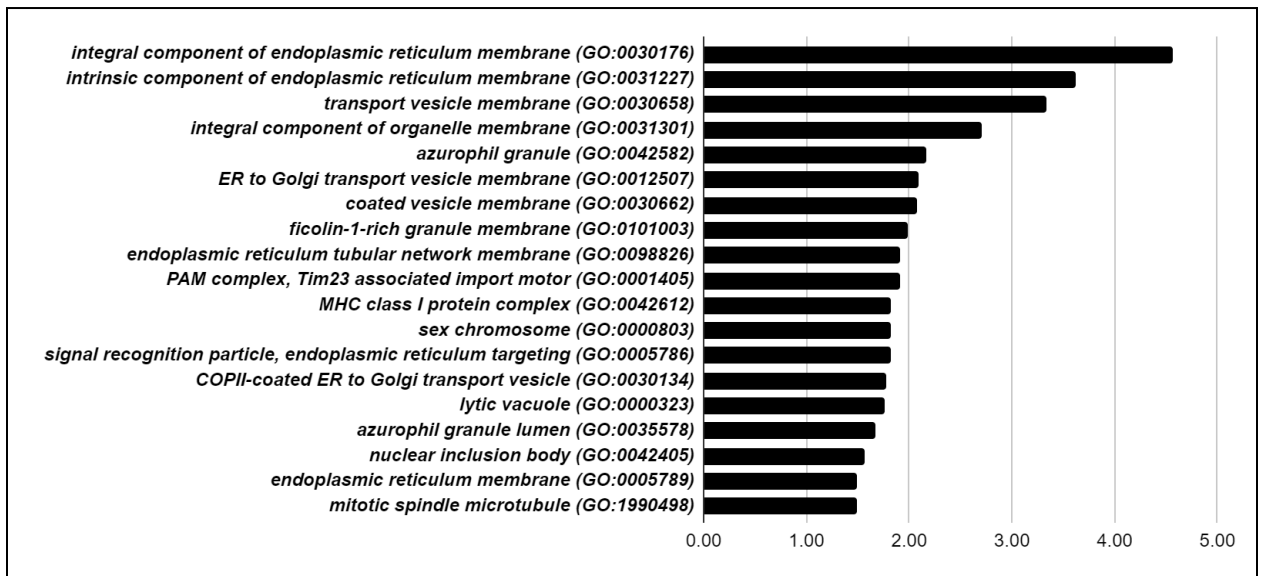 integral component of endoplasmic reticulum membrane (GO:0030176)
intrinsic component of endoplasmic reticulum membrane (GO:0031227)
transport vesicle membrane (GO:0030658)
integral component of organelle membrane (GO:0031301)
azurophil granule (GO:0042582)
ER to Golgi transport vesicle membrane (GO:0012507)
coated vesicle membrane (GO:0030662)
ficolin-1-rich granule membrane (GO:0101003)
endoplasmic reticulum tubular network membrane (GO:0098826)
PAM complex, Tim23 associated import motor (GO:0001405)
MHC class I protein complex (GO:0042612)
sex chromosome (GO:0000803)
signal recognition particle, endoplasmic reticulum targeting (GO:0005786)
COPII-coated ER to Golgi transport vesicle (GO:0030134)
lytic vacuole (GO:0000323)
azurophil granule lumen (GO:0035578)
nuclear inclusion body (GO:0042405)
endoplasmic reticulum membrane (GO:0005789)
mitotic spindle microtubule (GO:1990498)
0.00 1.00 2.00 3.00 4.00 5.00